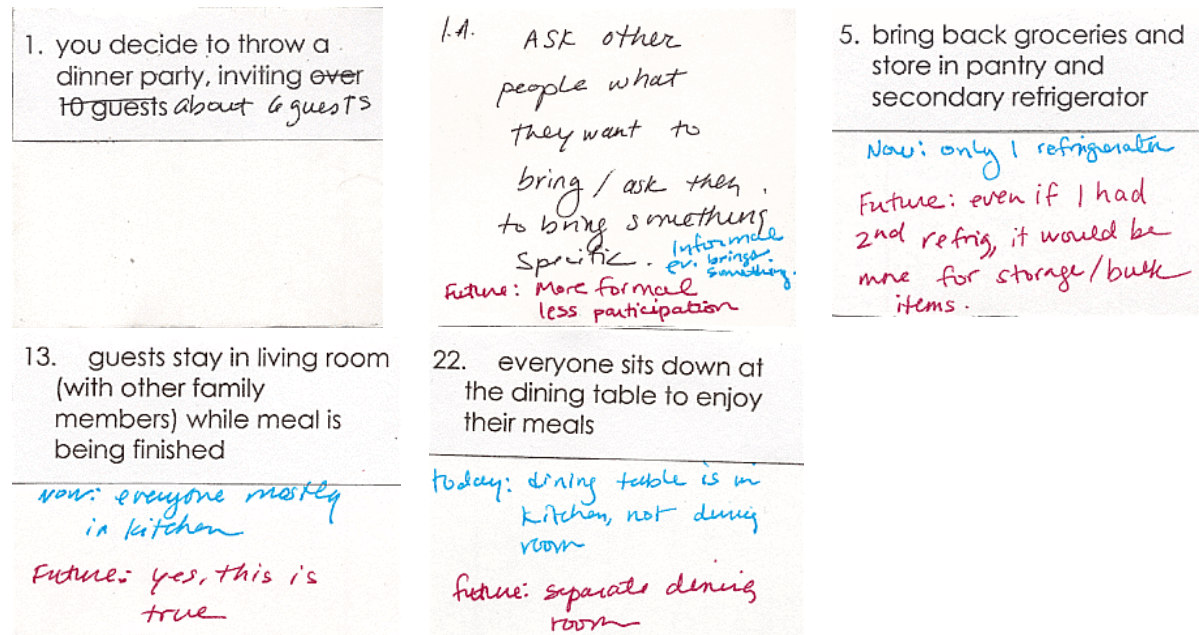 1. you decide to throw a
dinner party, inviting over
10 guests about 6 guests
1.A. ASK other
people what
they want to
bring / ask them
to bring something
specific.
Informal
ev. brings
something.
Future: More formal
less participation
5. bring back groceries and
store in pantry and
secondary refrigerator
Now: only 1 refrigerator
Future: even if I had
2nd refrig, it would be
more for storage/bulk
items.
13. guests stay in living room
(with other family
members) while meal is
being finished
Now: everyone mostly
in kitchen
Future: yes, this is
true
22. everyone sits down at
the dining table to enjoy
their meals
today: dining table is in
kitchen, not dining
room
future: separate dining
room